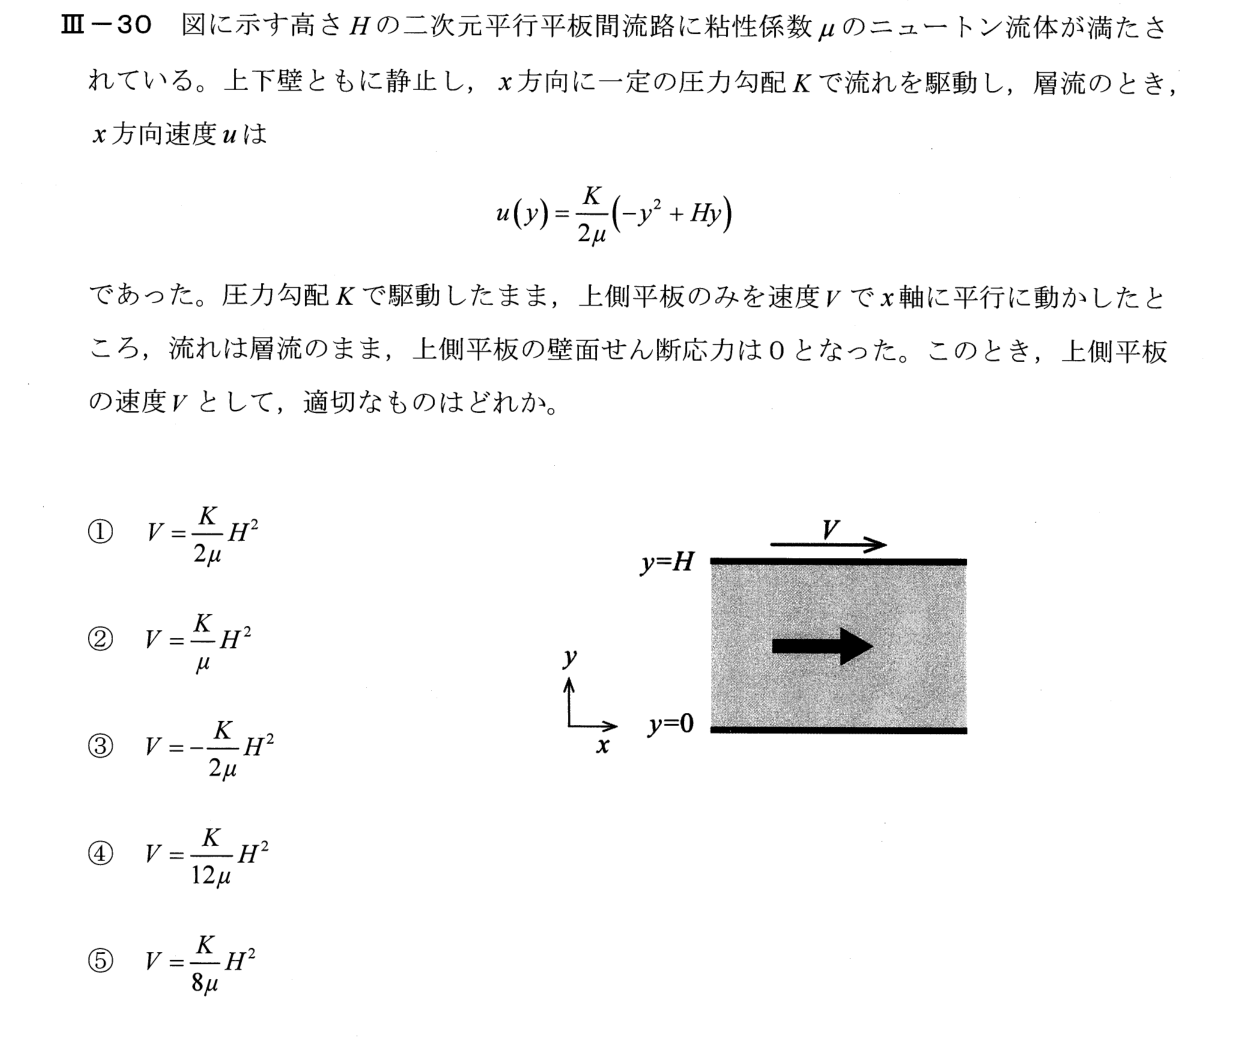 Ⅲ－30　図に示す高さHの二次元平行平板間流路に粘性係数μのニュートン流体が満たさ
れている。上下壁ともに静止し，x方向に一定の圧力勾配Kで流れを駆動し，層流のとき，
x方向速度uは
u(y)=K/2μ(−y²+Hy)
であった。圧力勾配Kで駆動したまま，上側平板のみを速度Vでx軸に平行に動かしたと
ころ，流れは層流のまま，上側平板の壁面せん断応力は0となった。このとき，上側平板
の速度Vとして，適切なものはどれか。
①　V=K/2μ H²
②　V=K/μ H²
③　V=−K/2μ H²
④　V=K/12μ H²
⑤　V=K/8μ H²
V
y=H
y
x
y=0